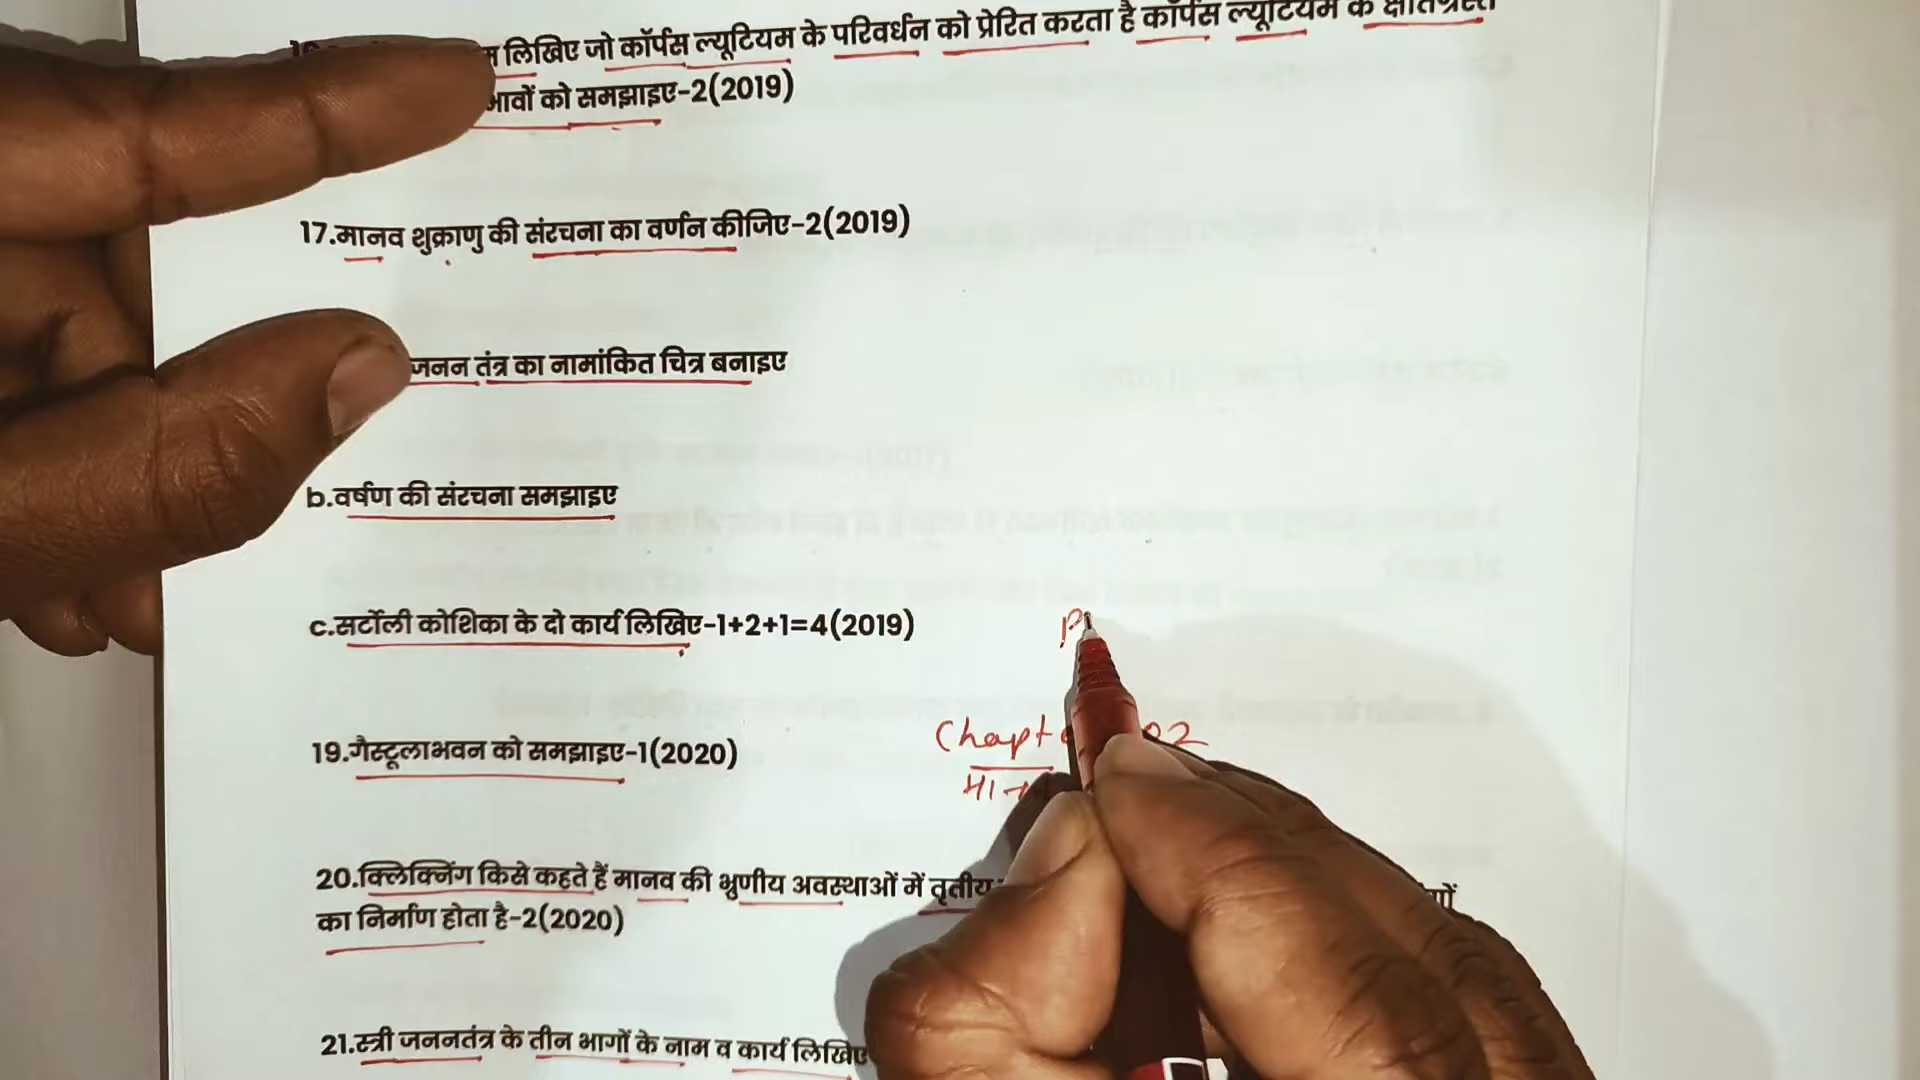 लिखिए जो कॉर्पस ल्यूटियम के परिवर्धन को प्रेरित करता है कॉर्पस ल्यूटियम के क्षतिग्रस्त
को समझाइए-2(2019)
17.मानव शुक्राणु की संरचना का वर्णन कीजिए-2(2019)
जनन तंत्र का नामांकित चित्र बनाइए
b.वर्षण की संरचना समझाइए
c.सर्टोली कोशिका के दो कार्य लिखिए-1+2+1=4(2019)
19.गैस्टूलाभवन को समझाइए-1(2020)
20.क्लिक्निंग किसे कहते हैं मानव की भ्रुणीय अवस्थाओं में तृतीय
का निर्माण होता है-2(2020)
21.स्त्री जननतंत्र के तीन भागों के नाम व कार्य लिखिए